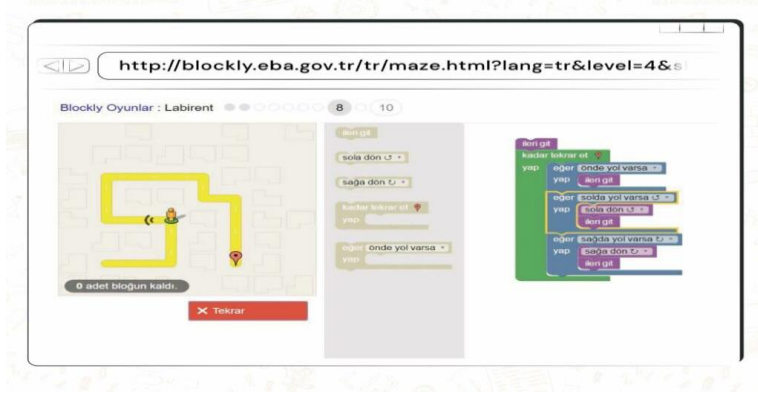 http://blockly.eba.gov.tr/tr/maze.html?lang=tr&level=4&s
Blockly Oyunlar : Labirent 8 10
0 adet bloğun kaldı.
Tekrar
ileri git
sola dön ↺
sağa dön ↻
kadar tekrar et
yap
eğer önde yol varsa
yap
ileri git
kadar tekrar et
yap eğer önde yol varsa
yap ileri git
eğer solda yol varsa ↺
yap sola dön ↺
ileri git
eğer sağda yol varsa ↻
yap sağa dön ↻
ileri git